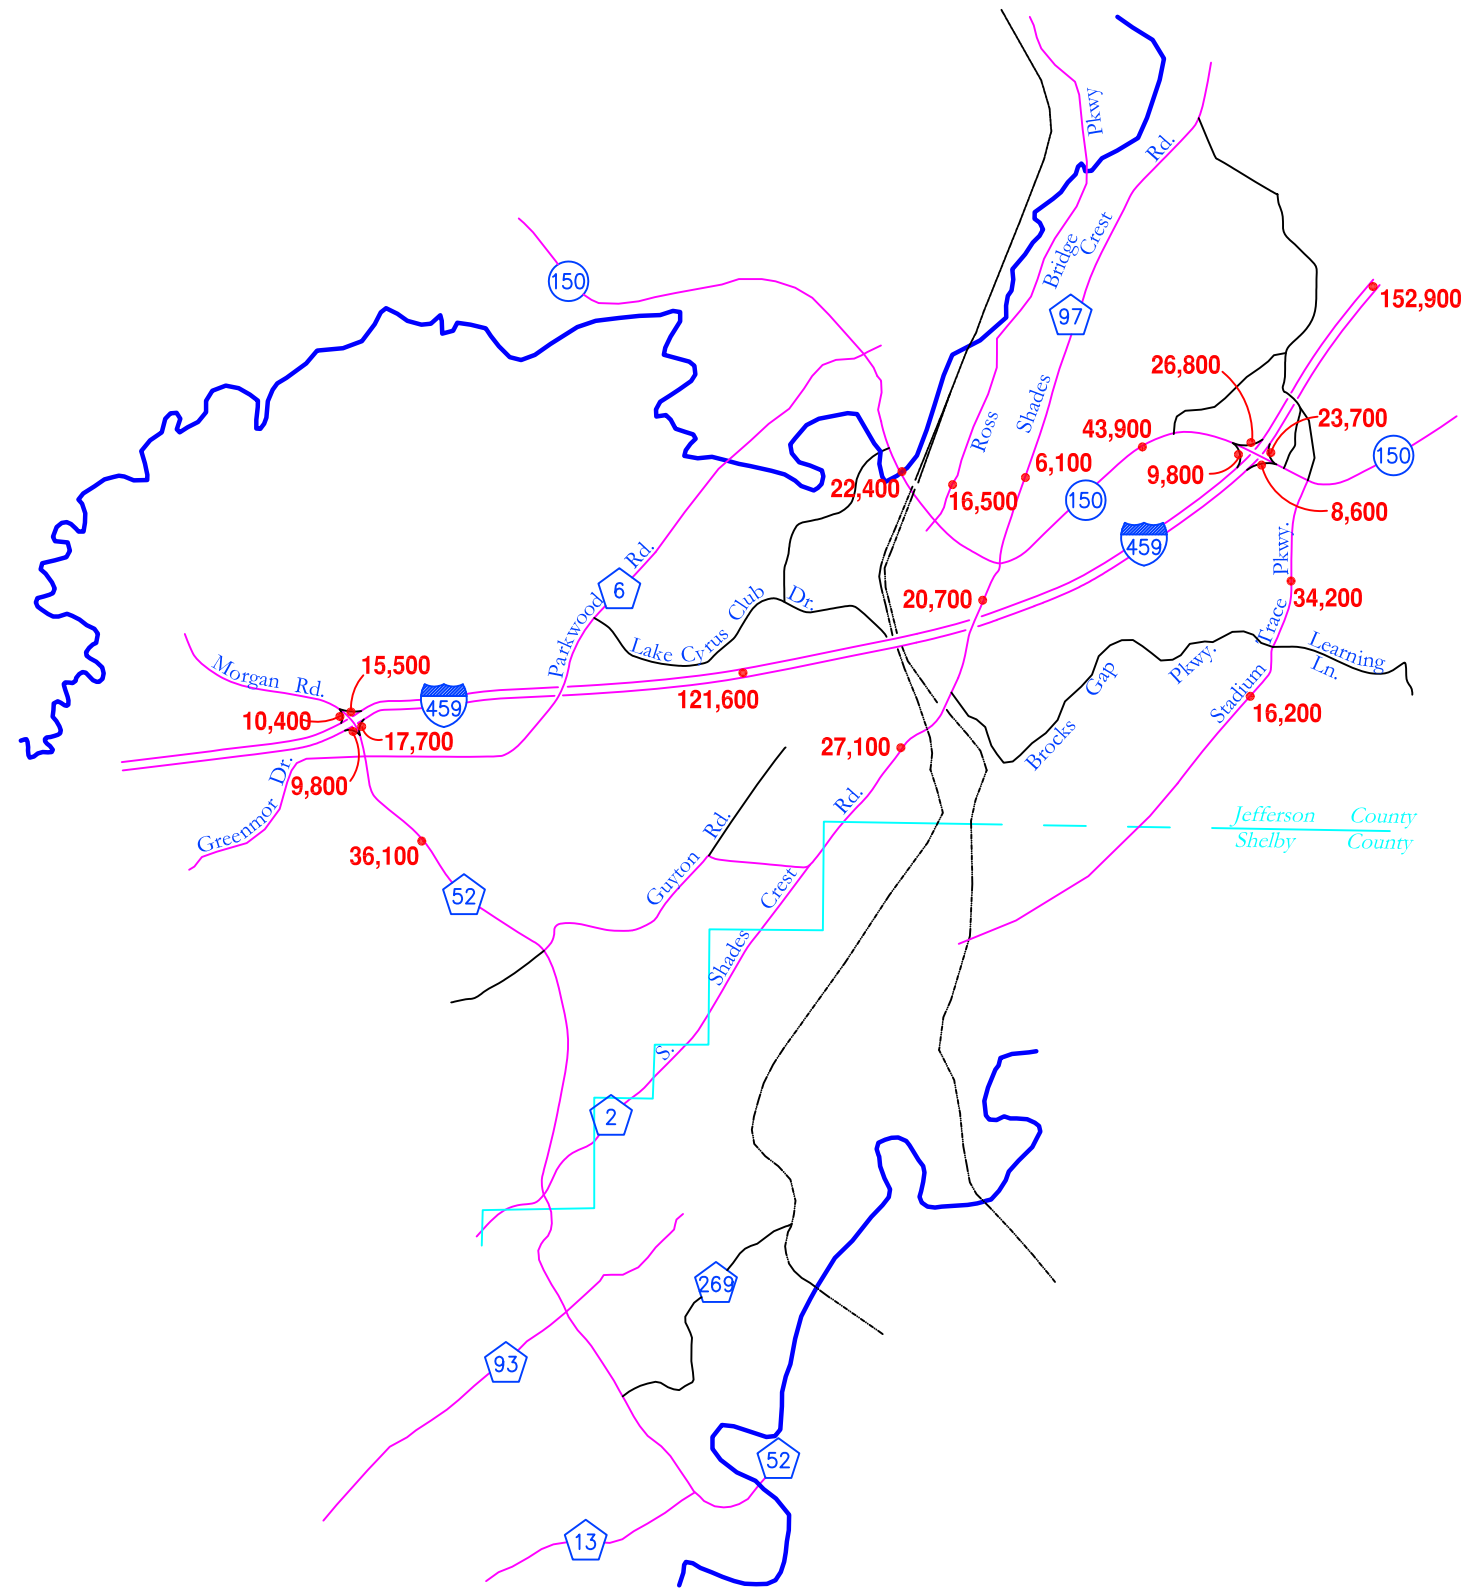 Pkwy
Rd.
Crest
Bridge
150
97
152,900
26,800
Shades
Ross
23,700
43,900
150
6,100
9,800
22,400
16,500
150
8,600
Pkwy.
459
Rd.
6
Parkwood
Club
Dr.
20,700
34,200
Trace
Lake Cyrus
Learning
Ln.
Gap
Pkwy.
Morgan Rd.
15,500
121,600
459
Stadium
16,200
10,400
17,700
27,100
Brocks
Dr.
9,800
Greenmor
Rd.
Rd.
Jefferson County
Shelby County
36,100
Guyton
Crest
52
Shades
S.
2
269
93
52
13